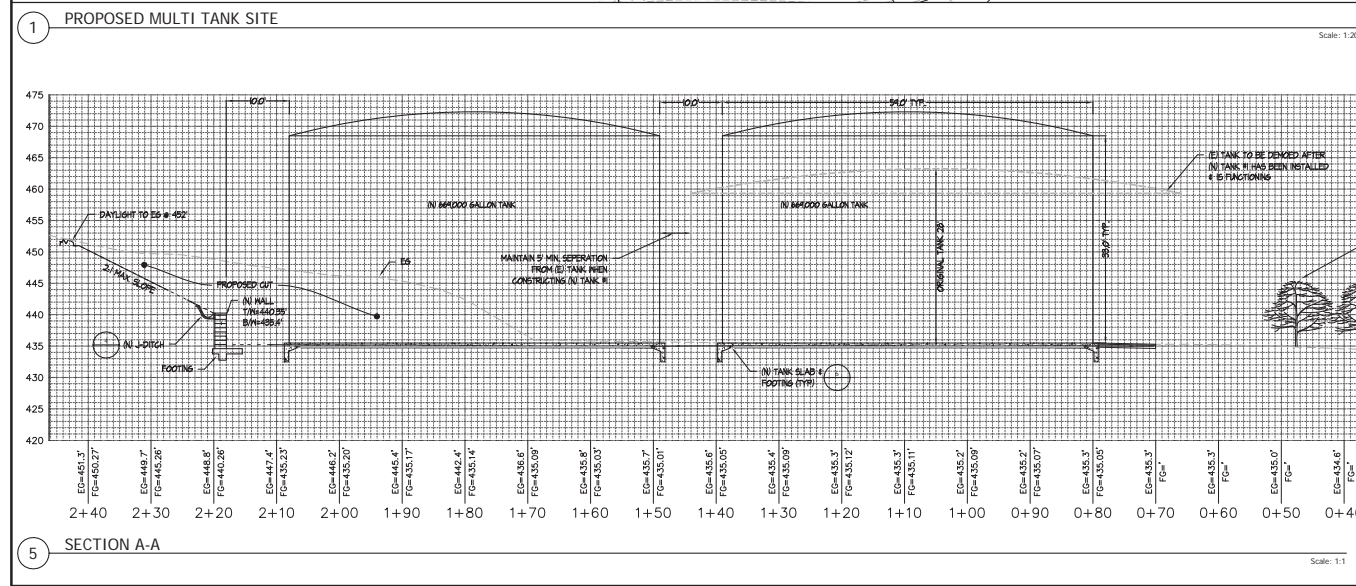 1 PROPOSED MULTI TANK SITE
Scale: 1:20
475
470
465
460
455
450
445
440
435
430
425
420
10.0'
10.0'
59.0' TYP.
(E) TANK TO BE DEMOED AFTER
(N) TANK #1 HAS BEEN INSTALLED
& IS FUNCTIONING
(N) 669,000 GALLON TANK
(N) 669,000 GALLON TANK
DAYLIGHT TO EG @ 452'
2:1 MAX. SLOPE
PROPOSED CUT
EG
MAINTAIN 5' MIN. SEPERATION
FROM (E) TANK WHEN
CONSTRUCTING (N) TANK #1
ORIGINAL TANK 28'
33.0' TYP.
(N) WALL
T/W=440.35'
B/W=435.4'
(N) J-DITCH
FOOTING
(N) TANK SLAB &
FOOTING (TYP)
6
EG=451.3' FG=450.27'
EG=449.7' FG=445.26'
EG=448.8' FG=440.26'
EG=447.4' FG=435.23'
EG=446.2' FG=435.20'
EG=445.4' FG=435.17'
EG=442.4' FG=435.14'
EG=436.6' FG=435.09'
EG=435.8' FG=435.03'
EG=435.7' FG=435.01'
EG=435.6' FG=435.05'
EG=435.4' FG=435.09'
EG=435.3' FG=435.12'
EG=435.3' FG=435.11'
EG=435.2' FG=435.09'
EG=435.2' FG=435.07'
EG=435.3' FG=435.05'
EG=435.3' FG='
EG=435.3' FG='
EG=435.0' FG='
EG=434.6' FG='
2+40 2+30 2+20 2+10 2+00 1+90 1+80 1+70 1+60 1+50 1+40 1+30 1+20 1+10 1+00 0+90 0+80 0+70 0+60 0+50 0+40
5 SECTION A-A
Scale: 1:1